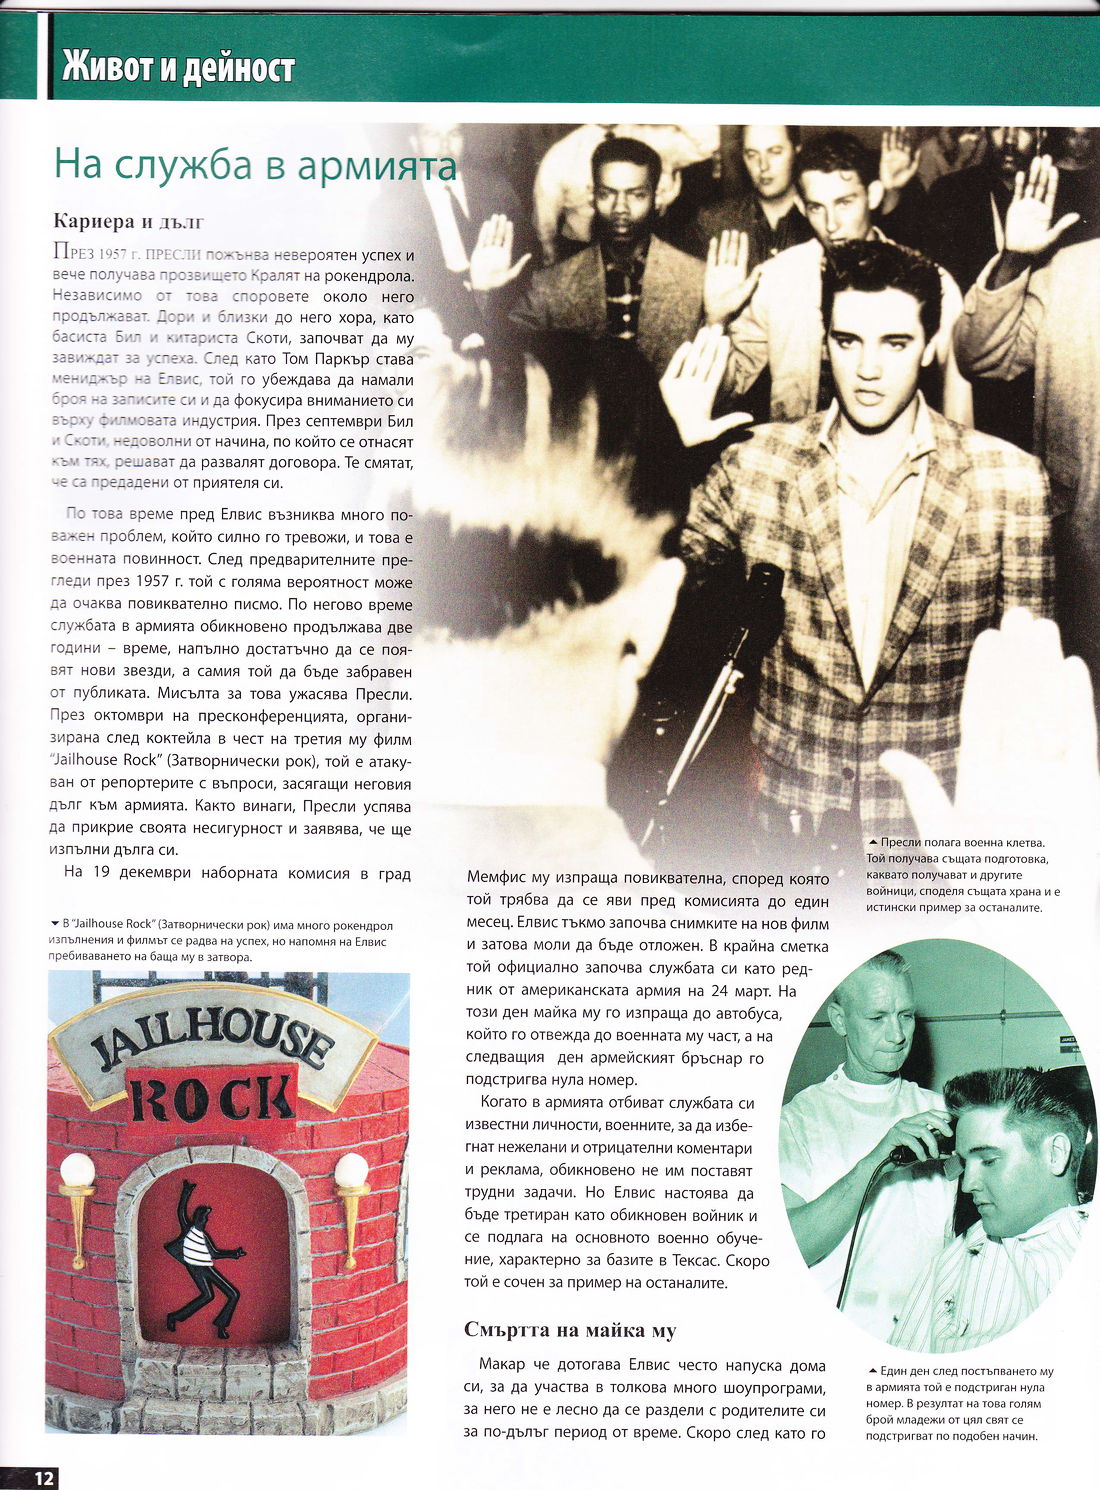 Живот и дейност
На служба в армията
Кариера и дълг
През 1957 г. Пресли пожънва невероятен успех и
вече получава прозвището Кралят на рокендрола.
Независимо от това споровете около него
продължават. Дори и близки до него хора, като
басиста Бил и китариста Скоти, започват да му
завиждат за успеха. След като Том Паркър става
мениджър на Елвис, той го убеждава да намали
броя на записите си и да фокусира вниманието си
върху филмовата индустрия. През септември Бил
и Скоти, недоволни от начина, по който се отнасят
към тях, решават да развалят договора. Те смятат,
че са предадени от приятеля си.
По това време пред Елвис възниква много по-
важен проблем, който силно го тревожи, и това е
военната повинност. След предварителните пре-
гледи през 1957 г. той с голяма вероятност може
да очаква повиквателно писмо. По негово време
службата в армията обикновено продължава две
години – време, напълно достатъчно да се поя-
вят нови звезди, а самия той да бъде забравен
от публиката. Мисълта за това ужасява Пресли.
През октомври на пресконференцията, органи-
зирана след коктейла в чест на третия му филм
"Jailhouse Rock" (Затворнически рок), той е атаку-
ван от репортерите с въпроси, засягащи неговия
дълг към армията. Както винаги, Пресли успява
да прикрие своята несигурност и заявява, че ще
изпълни дълга си.
На 19 декември наборната комисия в град
В "Jailhouse Rock" (Затворнически рок) има много рокендрол
изпълнения и филмът се радва на успех, но напомня на Елвис
пребиваването на баща му в затвора.
JAILHOUSE
ROCK
Мемфис му изпраща повиквателна, според която
той трябва да се яви пред комисията до един
месец. Елвис тъкмо започва снимките на нов филм
и затова моли да бъде отложен. В крайна сметка
той официално започва службата си като ред-
ник от американската армия на 24 март. На
този ден майка му го изпраща до автобуса,
който го отвежда до военната му част, а на
следващия ден армейският бръснар го
подстригва нула номер.
Когато в армията отбиват службата си
известни личности, военните, за да избе-
гнат нежелани и отрицателни коментари
и реклама, обикновено не им поставят
трудни задачи. Но Елвис настоява да
бъде третиран като обикновен войник и
се подлага на основното военно обуче-
ние, характерно за базите в Тексас. Скоро
той е сочен за пример на останалите.
Смъртта на майка му
Макар че дотогава Елвис често напуска дома
си, за да участва в толкова много шоупрограми,
за него не е лесно да се раздели с родителите си
за по-дълъг период от време. Скоро след като го
Пресли полага военна клетва.
Той получава същата подготовка,
каквато получават и другите
войници, споделя същата храна и е
истински пример за останалите.
Един ден след постъпването му
в армията той е подстриган нула
номер. В резултат на това голям
брой младежи от цял свят се
подстригват по подобен начин.
12